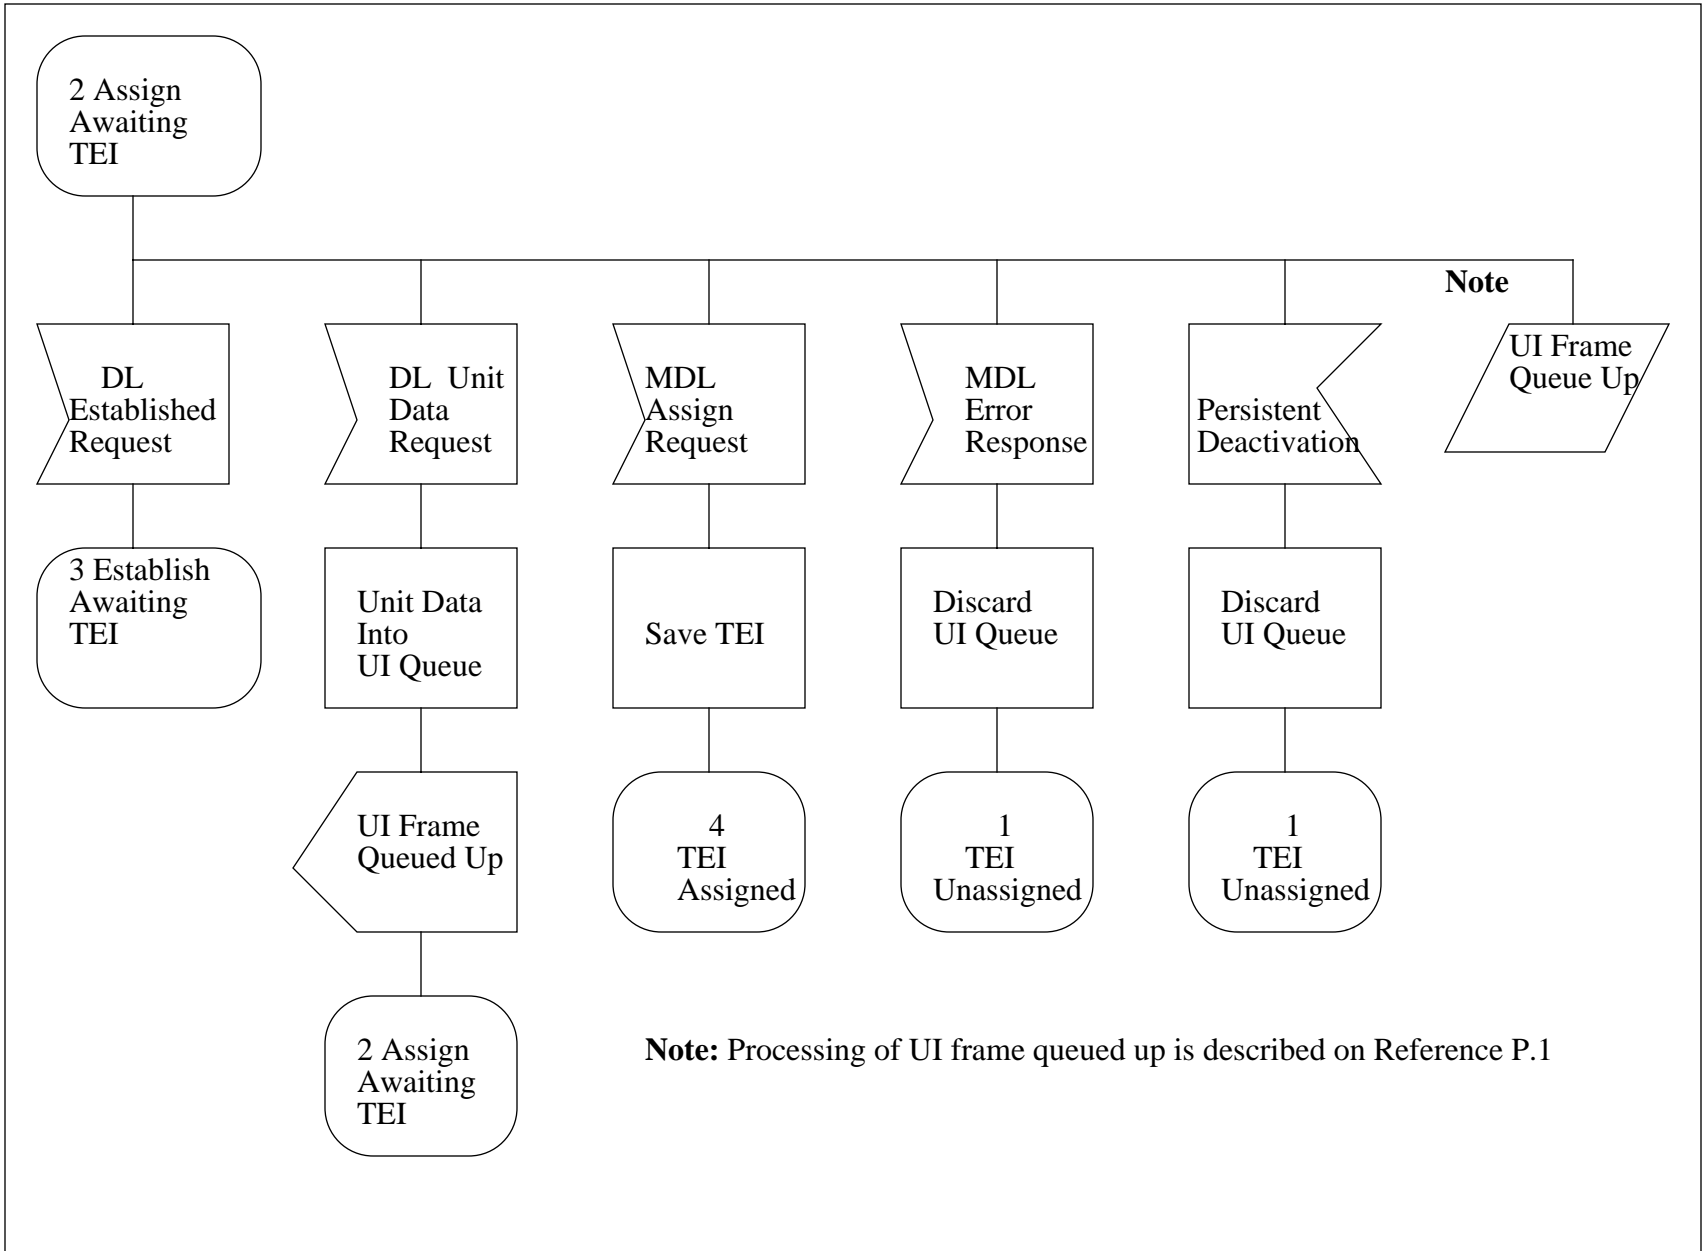 2 Assign
Awaiting
TEI
Note
DL
Established
Request
DL Unit
Data
Request
MDL
Assign
Request
MDL
Error
Response
Persistent
Deactivation
UI Frame
Queue Up
3 Establish
Awaiting
TEI
Unit Data
Into
UI Queue
Save TEI
Discard
UI Queue
Discard
UI Queue
UI Frame
Queued Up
4
TEI
Assigned
1
TEI
Unassigned
1
TEI
Unassigned
2 Assign
Awaiting
TEI
Note: Processing of UI frame queued up is described on Reference P.1